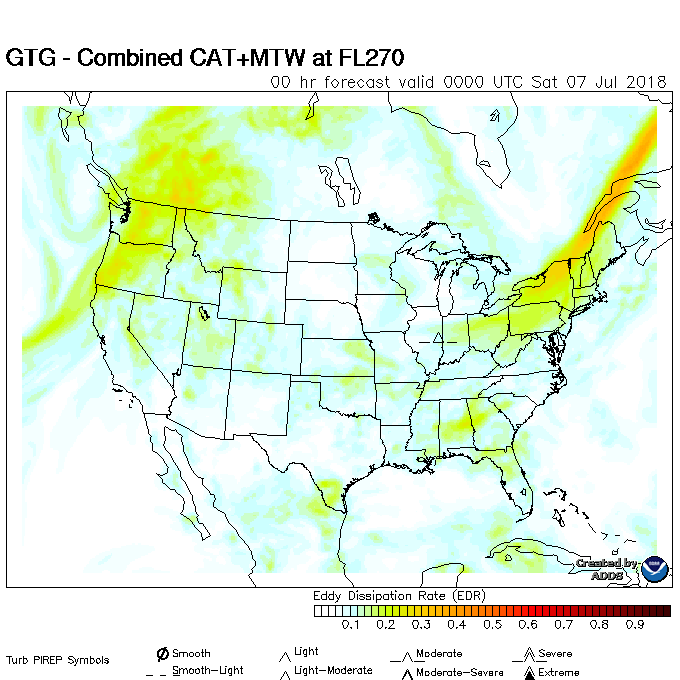 GTG - Combined CAT+MTW at FL270
00 hr forecast valid 0000 UTC Sat 07 Jul 2018
Created by
ADDS
Eddy Dissipation Rate (EDR)
0.1 0.2 0.3 0.4 0.5 0.6 0.7 0.8 0.9
Turb PIREP Symbols
Smooth Light Moderate Severe
Smooth-Light Light-Moderate Moderate-Severe Extreme